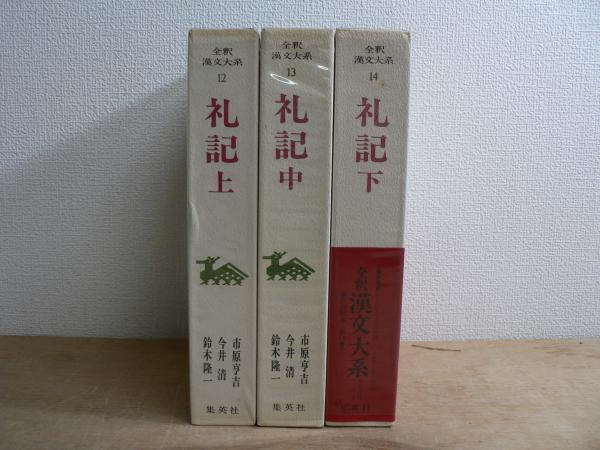 全釈
漢文大系
12
礼記 上
市原亨吉
今井 清
鈴木隆一
集英社
全釈
漢文大系
13
礼記 中
市原亨吉
今井 清
鈴木隆一
集英社
全釈
漢文大系
14
礼記 下
全釈 漢文大系
集英社